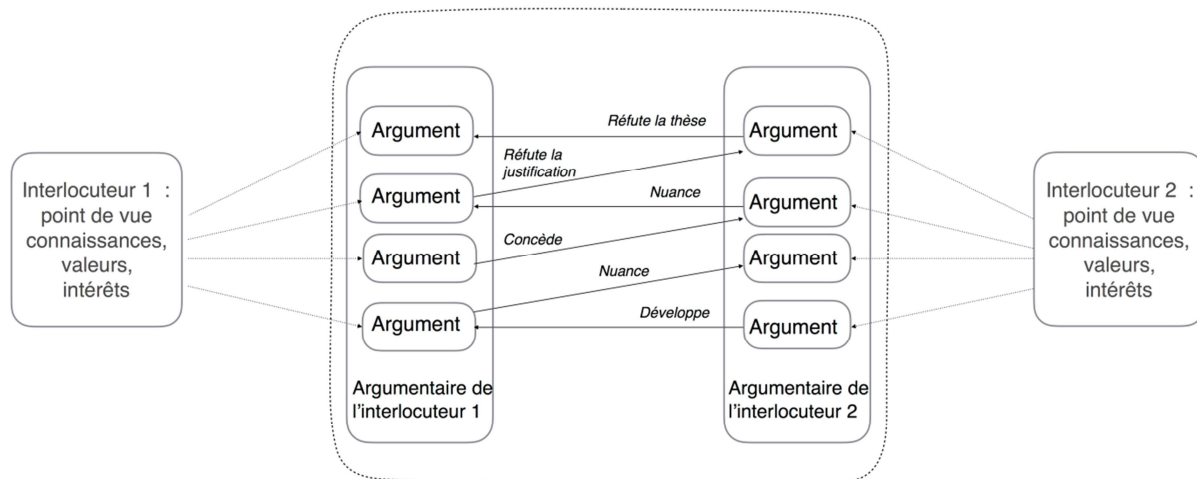 Interlocuteur 1 :
point de vue
connaissances,
valeurs,
intérêts
Argument
Argument
Argument
Argument
Argumentaire de
l'interlocuteur 1
Réfute la thèse
Réfute la
justification
Nuance
Concède
Nuance
Développe
Argument
Argument
Argument
Argument
Argumentaire de
l'interlocuteur 2
Interlocuteur 2 :
point de vue
connaissances,
valeurs,
intérêts